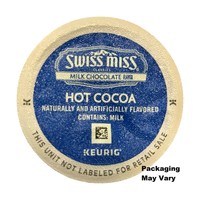 SWISS MISS
CLASSICS
MILK CHOCOLATE
HOT COCOA
NATURALLY AND ARTIFICIALLY FLAVORED
CONTAINS: MILK
K
K
KEURIG
THIS UNIT NOT LABELED FOR RETAIL SALE
Packaging
May Vary